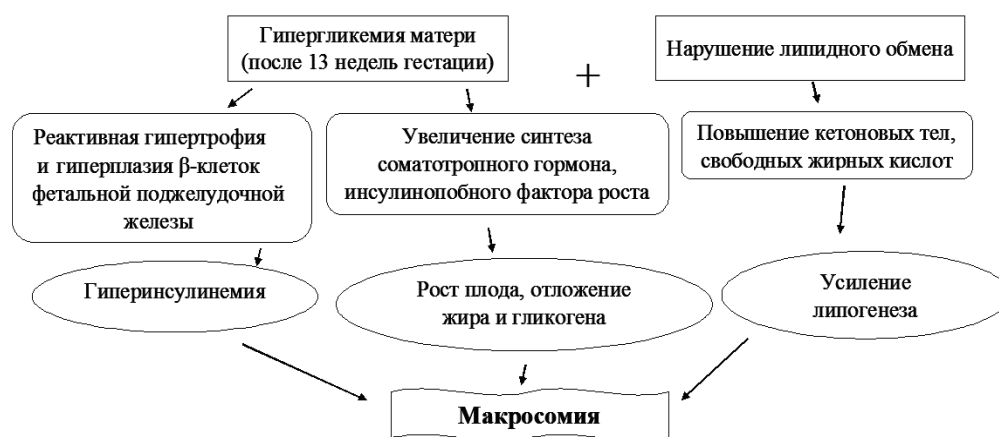 Гипергликемия матери
(после 13 недель гестации)
+
Нарушение липидного обмена
Реактивная гипертрофия
и гиперплазия β-клеток
фетальной поджелудочной
железы
Увеличение синтеза
соматотропного гормона,
инсулинопобного фактора роста
Повышение кетоновых тел,
свободных жирных кислот
Гиперинсулинемия
Рост плода, отложение
жира и гликогена
Усиление
липогенеза
Макросомия